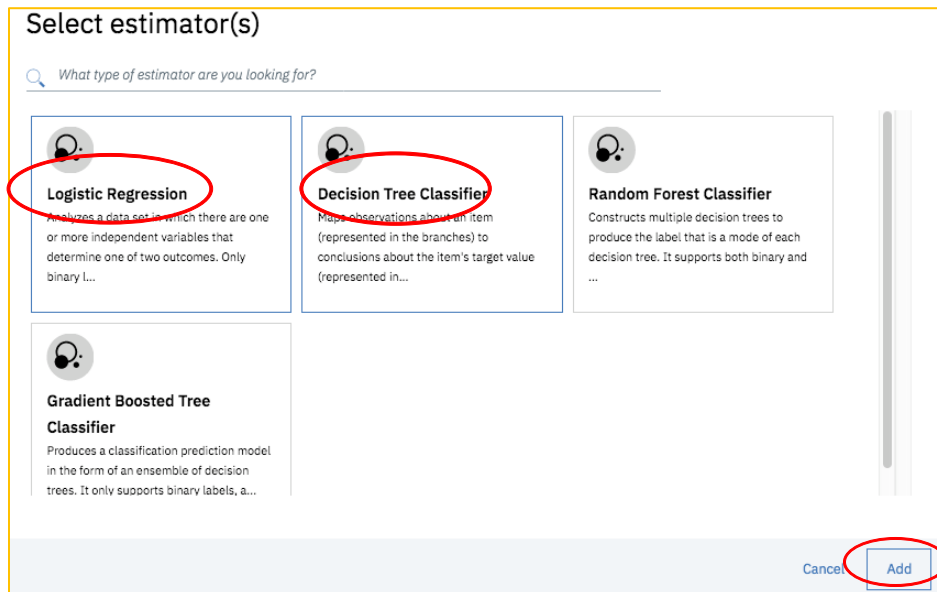 Select estimator(s)
What type of estimator are you looking for?
Logistic Regression
Analyzes a data set in which there are one
or more independent variables that
determine one of two outcomes. Only
binary l...
Decision Tree Classifier
Maps observations about an item
(represented in the branches) to
conclusions about the item's target value
(represented in...
Random Forest Classifier
Constructs multiple decision trees to
produce the label that is a mode of each
decision tree. It supports both binary and
...
Gradient Boosted Tree
Classifier
Produces a classification prediction model
in the form of an ensemble of decision
trees. It only supports binary labels, a...
Cancel
Add